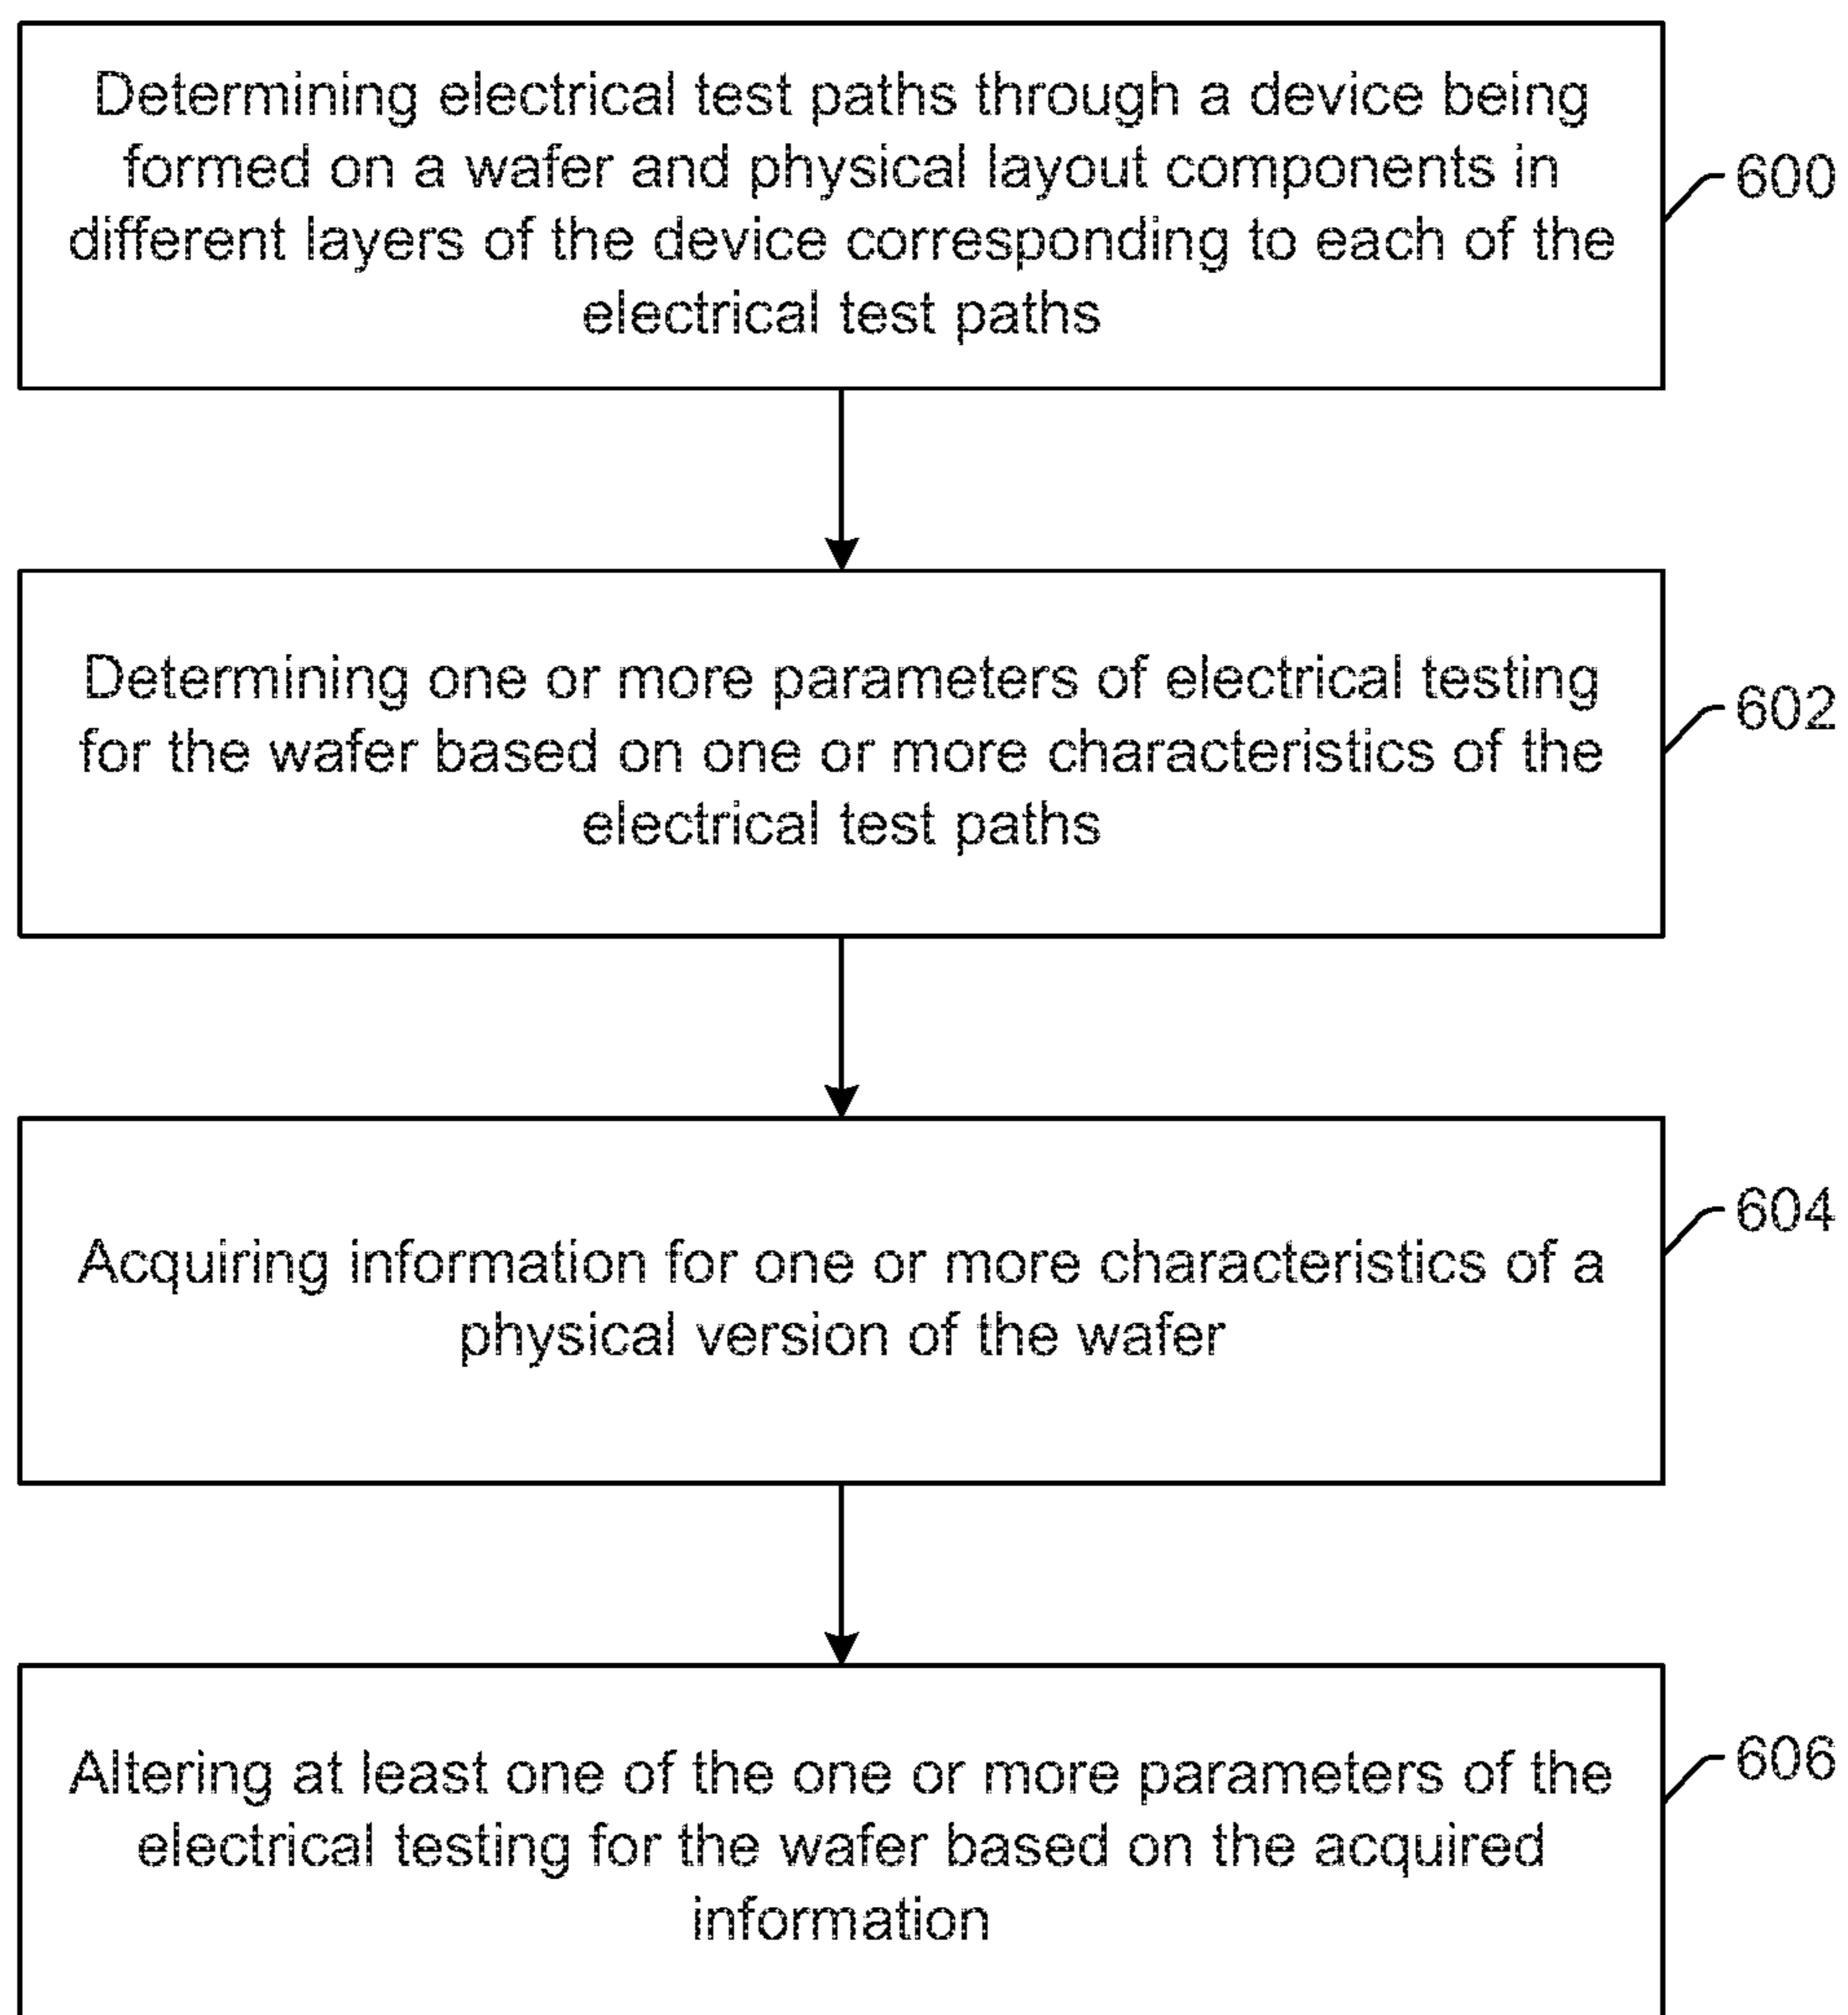 Determining electrical test paths through a device being
formed on a wafer and physical layout components in
different layers of the device corresponding to each of the
electrical test paths
600
Determining one or more parameters of electrical testing
for the wafer based on one or more characteristics of the
electrical test paths
602
Acquiring information for one or more characteristics of a
physical version of the wafer
604
Altering at least one of the one or more parameters of the
electrical testing for the wafer based on the acquired
information
606